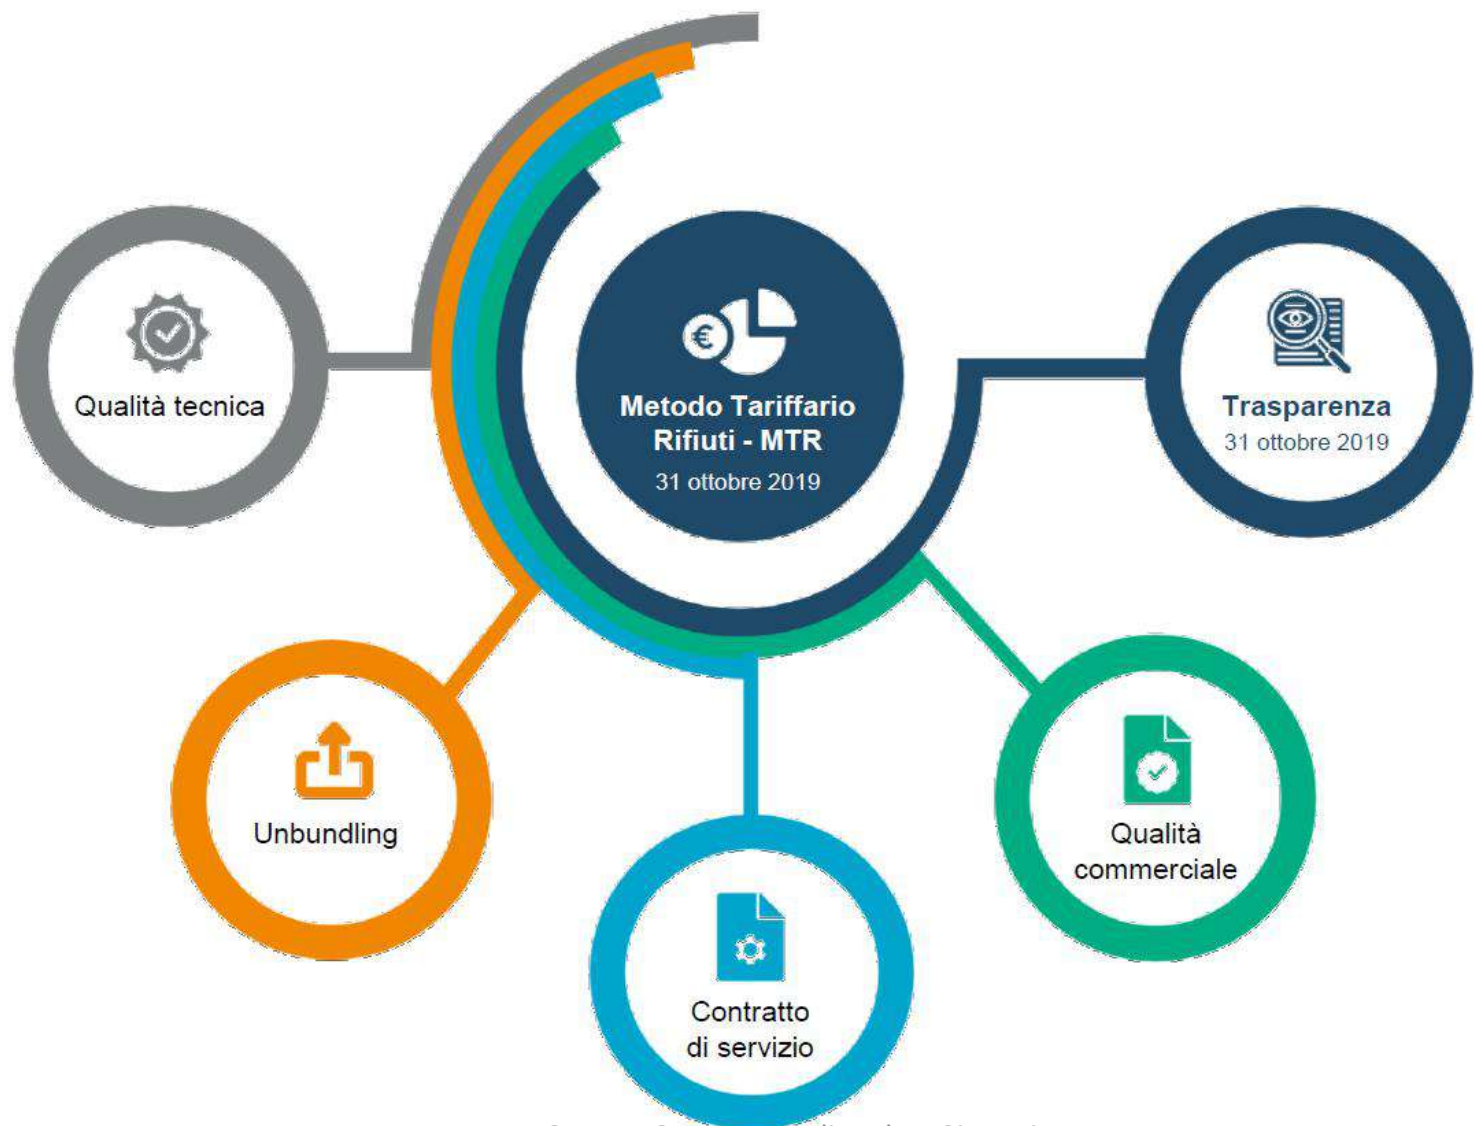 Qualità tecnica
Metodo Tariffario
Rifiuti - MTR
31 ottobre 2019
Trasparenza
31 ottobre 2019
Unbundling
Qualità
commerciale
Contratto
di servizio